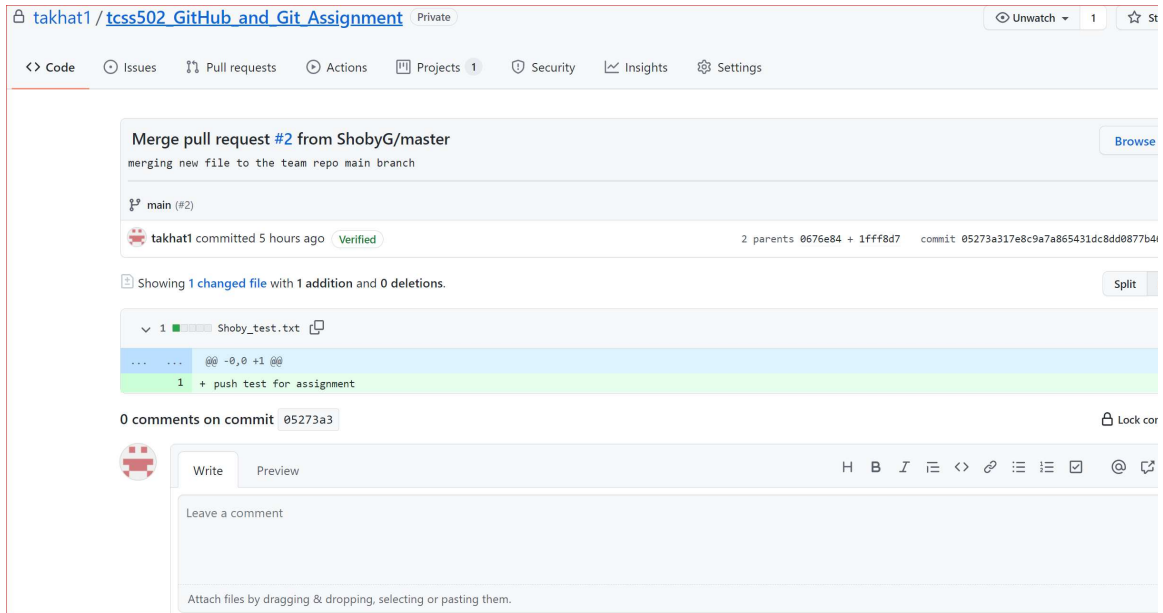 takhat1 / tcss502_GitHub_and_Git_Assignment Private Unwatch 1 St
Code Issues Pull requests Actions Projects 1 Security Insights Settings
Merge pull request #2 from ShobyG/master
Browse
merging new file to the team repo main branch
main (#2)
takhat1 committed 5 hours ago Verified 2 parents 0676e84 + 1fff8d7 commit 05273a317e8c9a7a865431dc8dd0877b46
Showing 1 changed file with 1 addition and 0 deletions. Split
1 Shoby_test.txt
... ... @@ -0,0 +1 @@
1 + push test for assignment
0 comments on commit 05273a3 Lock con
Write Preview H B I <> @
Leave a comment
Attach files by dragging & dropping, selecting or pasting them.